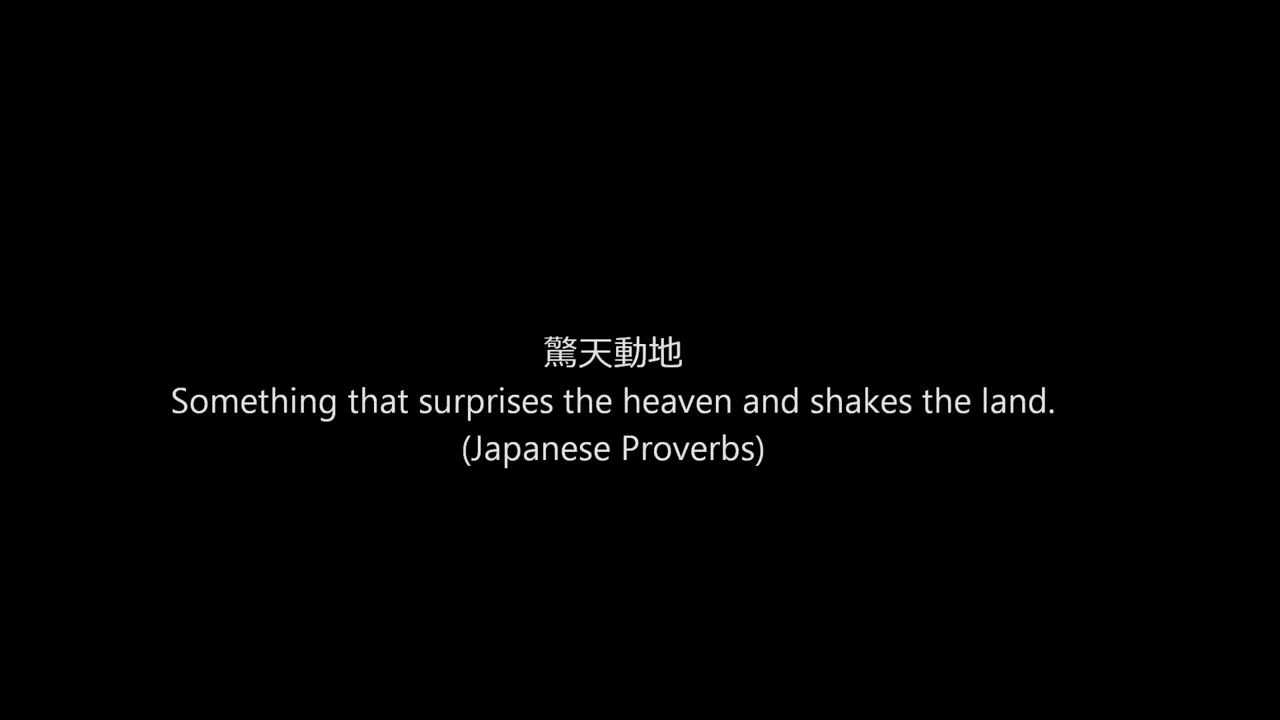 驚天動地
Something that surprises the heaven and shakes the land.
(Japanese Proverbs)